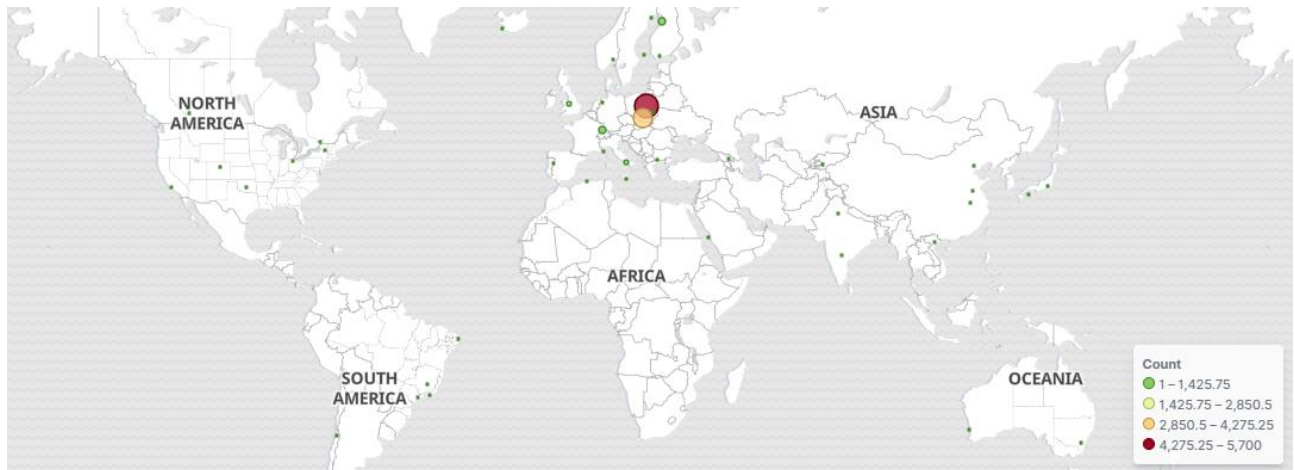 NORTH
AMERICA
ASIA
AFRICA
SOUTH
AMERICA
OCEANIA
Count
1 – 1,425.75
1,425.75 – 2,850.5
2,850.5 – 4,275.25
4,275.25 – 5,700